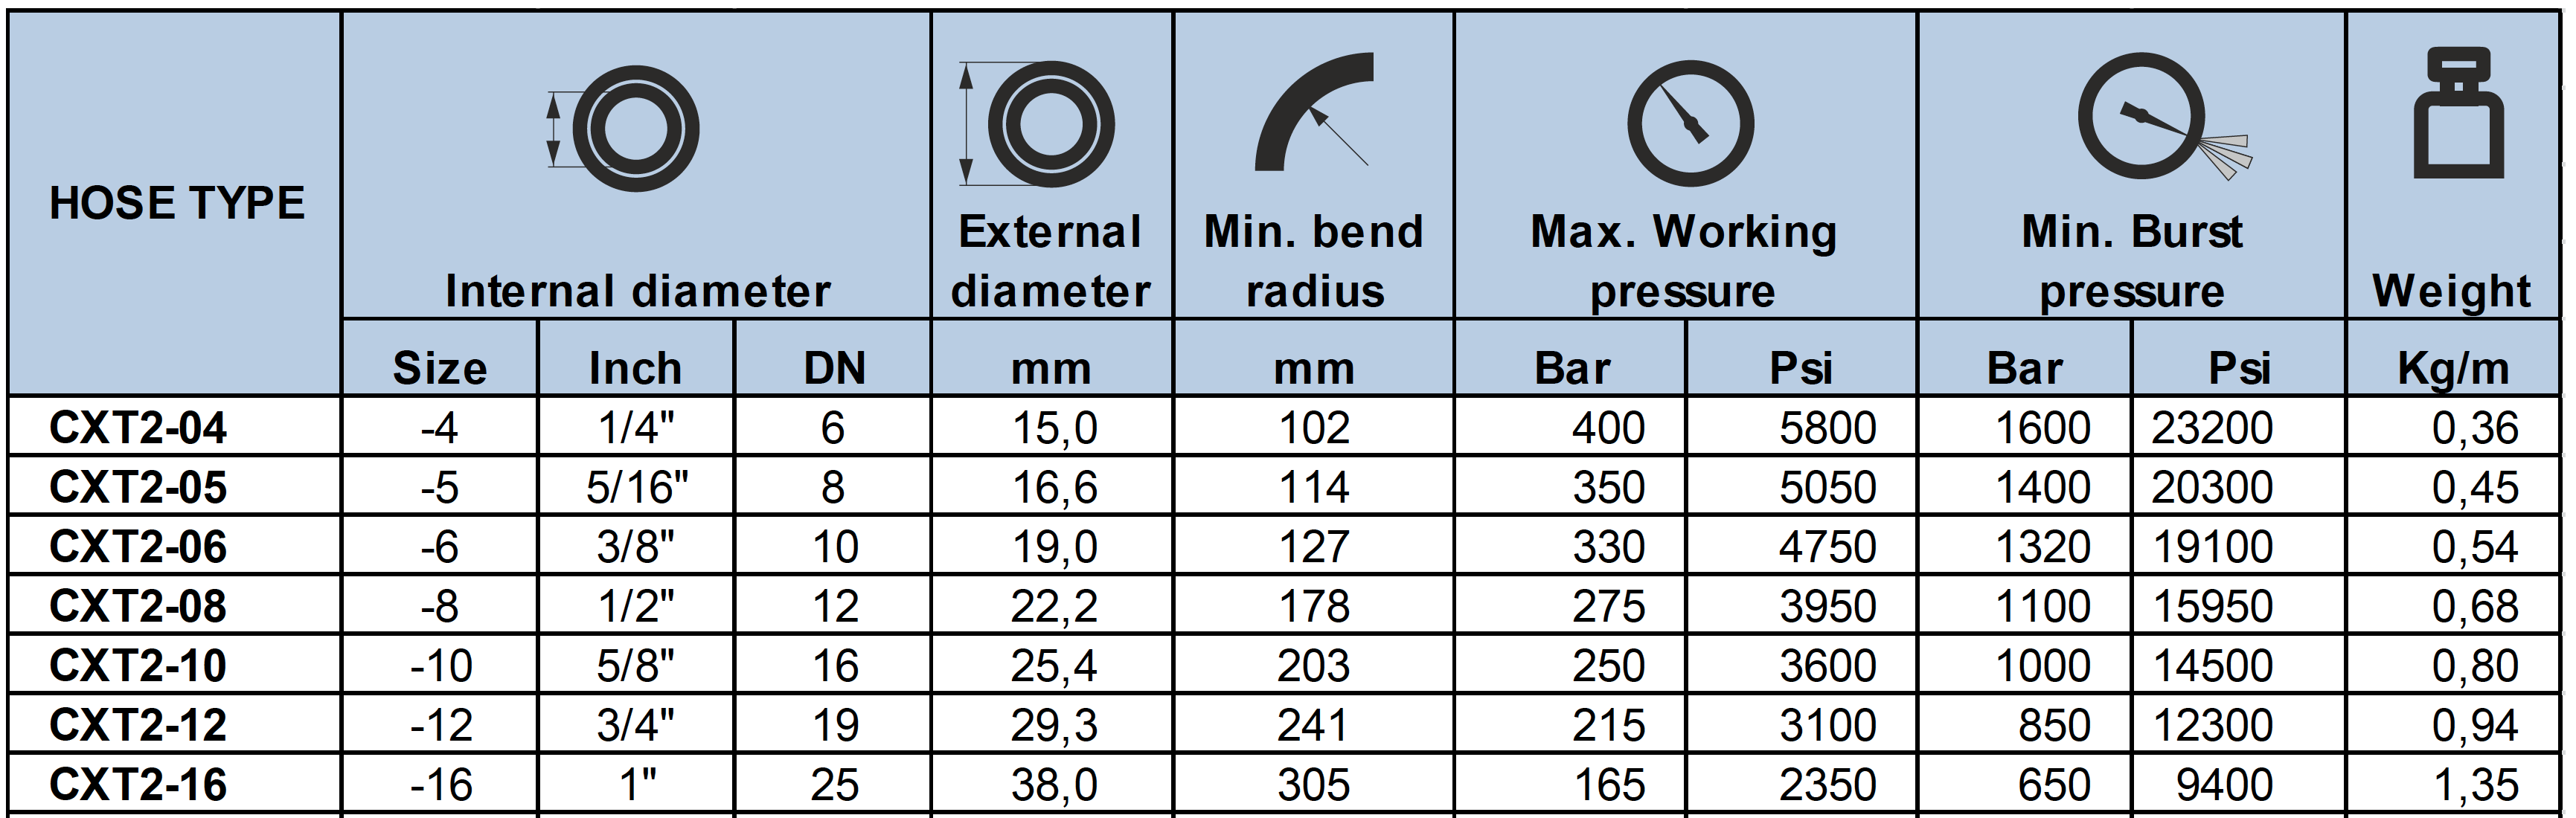 HOSE TYPE
Internal diameter
External
diameter
Min. bend
radius
Max. Working
pressure
Min. Burst
pressure
Weight
Size Inch DN mm mm Bar Psi Bar Psi Kg/m
CXT2-04 -4 1/4" 6 15,0 102 400 5800 1600 23200 0,36
CXT2-05 -5 5/16" 8 16,6 114 350 5050 1400 20300 0,45
CXT2-06 -6 3/8" 10 19,0 127 330 4750 1320 19100 0,54
CXT2-08 -8 1/2" 12 22,2 178 275 3950 1100 15950 0,68
CXT2-10 -10 5/8" 16 25,4 203 250 3600 1000 14500 0,80
CXT2-12 -12 3/4" 19 29,3 241 215 3100 850 12300 0,94
CXT2-16 -16 1" 25 38,0 305 165 2350 650 9400 1,35